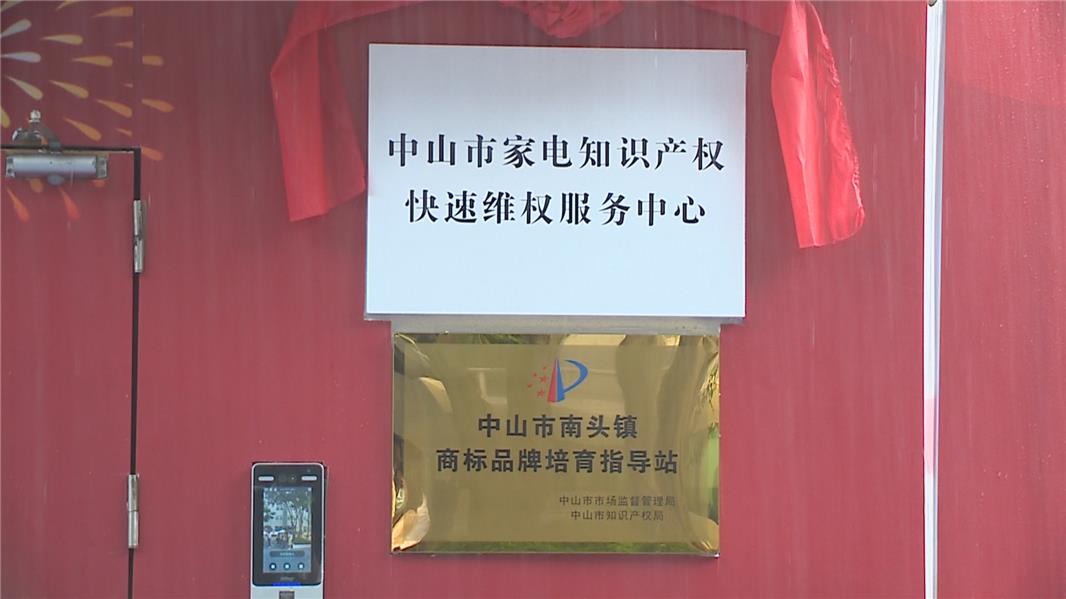 中山市家电知识产权
快速维权服务中心
中山市南头镇
商标品牌培育指导站
中山市市场监督管理局
中山市知识产权局